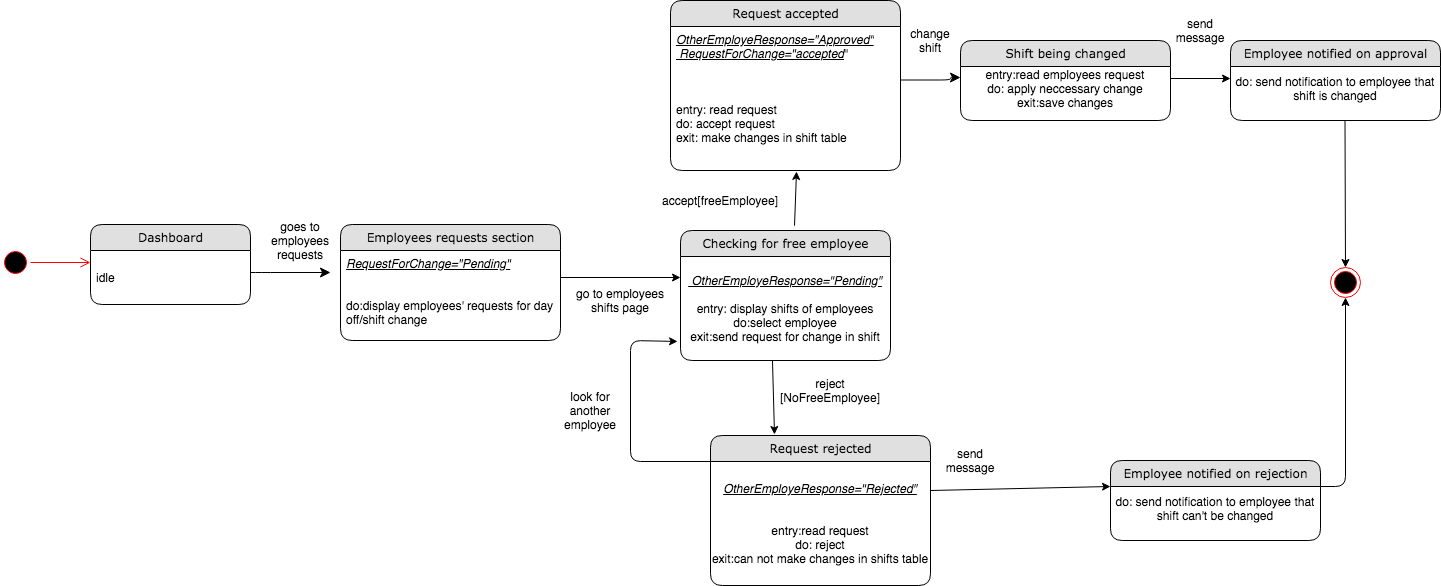 Request accepted
OtherEmployeResponse="Approved"
RequestForChange="accepted"
entry: read request
do: accept request
exit: make changes in shift table
change
shift
Shift being changed
entry:read employees request
do: apply neccessary change
exit:save changes
send
message
Employee notified on approval
do: send notification to employee that
shift is changed
accept[freeEmployee]
Dashboard
idle
goes to
employees
requests
Employees requests section
RequestForChange="Pending"
do:display employees' requests for day
off/shift change
go to employees
shifts page
Checking for free employee
OtherEmployeResponse="Pending"
entry: display shifts of employees
do:select employee
exit:send request for change in shift
look for
another
employee
reject
[NoFreeEmployee]
Request rejected
OtherEmployeResponse="Rejected"
entry:read request
do: reject
exit:can not make changes in shifts table
send
message
Employee notified on rejection
do: send notification to employee that
shift can't be changed